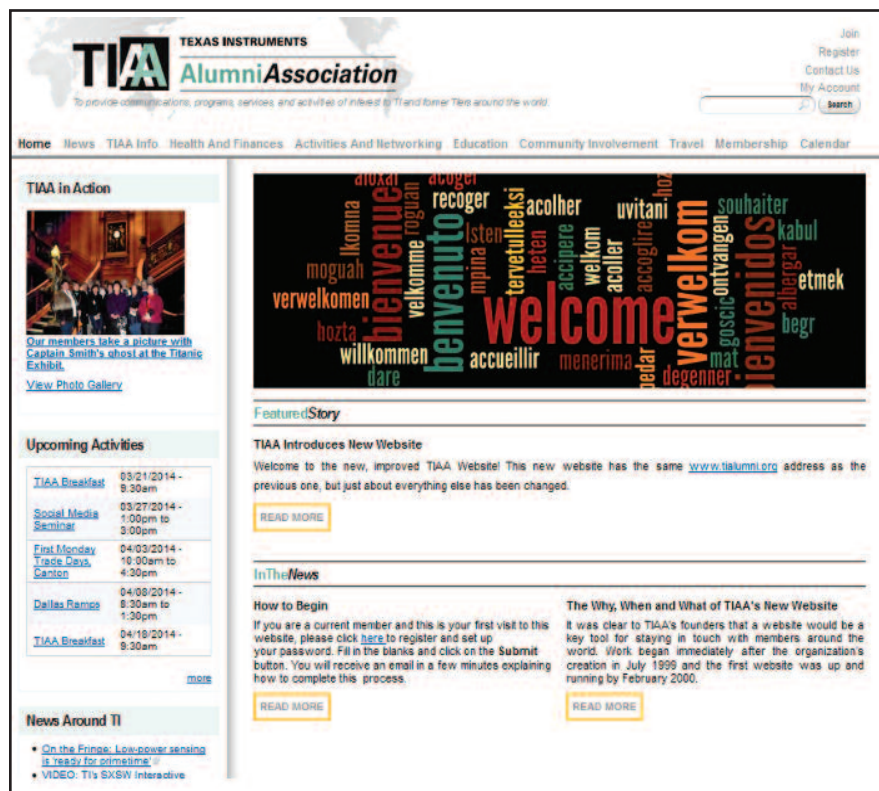 TIAA
TEXAS INSTRUMENTS
AlumniAssociation
To provide communications, programs, services, and activities of interest to TI and former TIers around the world.
Join
Register
Contact Us
My Account
Search
Home News TIAA Info Health And Finances Activities And Networking Education Community Involvement Travel Membership Calendar
TIAA in Action
Our members take a picture with
Captain Smith's ghost at the Titanic
Exhibit.
View Photo Gallery
Upcoming Activities
TIAA Breakfast 03/21/2014 -
9:30am
Social Media 03/27/2014 -
Seminar 1:00pm to
3:00pm
First Monday 04/03/2014 -
Trade Days, 10:00am to
Canton 4:30pm
Dallas Ramps 04/08/2014 -
8:30am to
1:30pm
TIAA Breakfast 04/18/2014 -
9:30am
more
News Around TI
• On the Fringe: Low-power sensing
is 'ready for primetime'
• VIDEO: TI's SXSW Interactive
aloxar
acoger
recoger
acolher
uvitani
hoz
souhaiter
kabul
lkomna
bienvenue
roguan
velkomme
benvenuto
lsten
mpina
tervetulleeksi
heten
accipere
welkom
acoller
accoglire
verwelkom
ontvangen
goscic
bienvenidos
albergar
etmek
moguah
verwelkomen
hozta
welcome
begr
willkommen
accueillir
menerima
bedar
mat
dare
degenner
FeaturedStory
TIAA Introduces New Website
Welcome to the new, improved TIAA Website! This new website has the same www.tialumni.org address as the
previous one, but just about everything else has been changed.
READ MORE
InTheNews
How to Begin
If you are a current member and this is your first visit to this
website, please click here to register and set up
your password. Fill in the blanks and click on the Submit
button. You will receive an email in a few minutes explaining
how to complete this process.
READ MORE
The Why, When and What of TIAA's New Website
It was clear to TIAA's founders that a website would be a
key tool for staying in touch with members around the
world. Work began immediately after the organization's
creation in July 1999 and the first website was up and
running by February 2000.
READ MORE